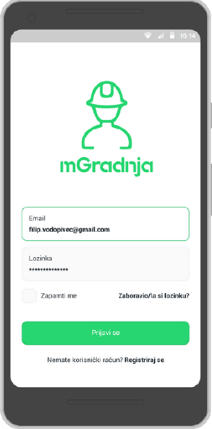 15:14
mGradnja
Email
filip.vodopivec@gmail.com
Lozinka
••••••••••••••
Zapamti me
Zaboravio/la si lozinku?
Prijavi se
Nemate korisnički račun? Registriraj se